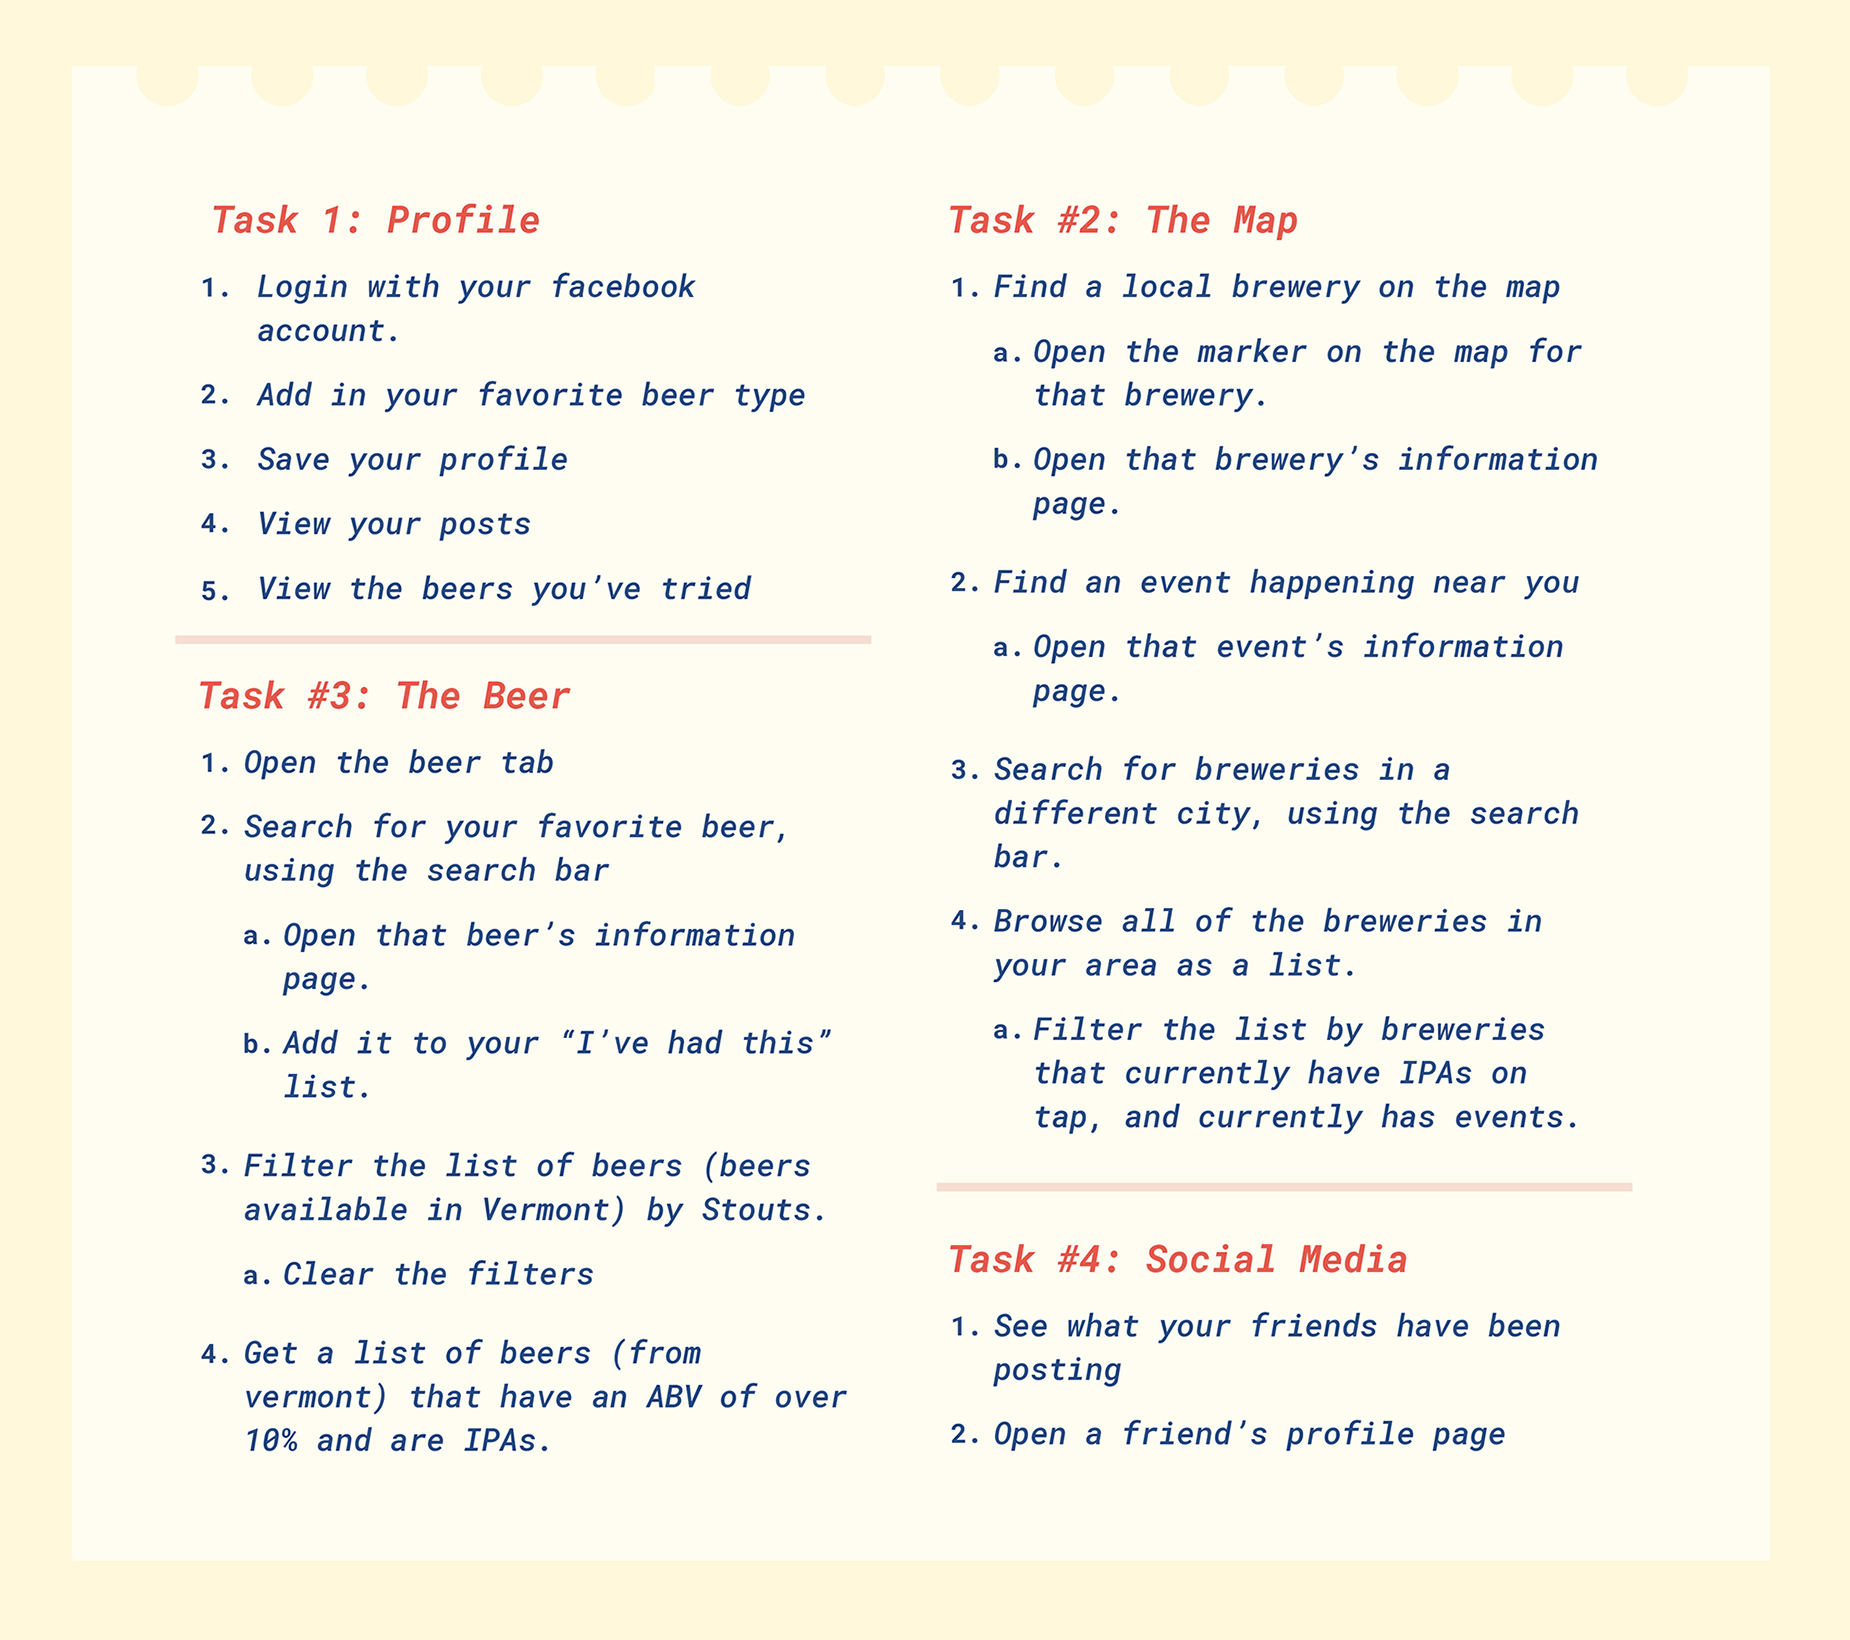 Task 1: Profile
1. Login with your facebook
account.
2. Add in your favorite beer type
3. Save your profile
4. View your posts
5. View the beers you’ve tried
Task #2: The Map
1. Find a local brewery on the map
a. Open the marker on the map for
that brewery.
b. Open that brewery’s information
page.
2. Find an event happening near you
a. Open that event’s information
page.
3. Search for breweries in a
different city, using the search
bar.
4. Browse all of the breweries in
your area as a list.
a. Filter the list by breweries
that currently have IPAs on
tap, and currently has events.
Task #3: The Beer
1. Open the beer tab
2. Search for your favorite beer,
using the search bar
a. Open that beer’s information
page.
b. Add it to your “I’ve had this”
list.
3. Filter the list of beers (beers
available in Vermont) by Stouts.
a. Clear the filters
4. Get a list of beers (from
vermont) that have an ABV of over
10% and are IPAs.
Task #4: Social Media
1. See what your friends have been
posting
2. Open a friend’s profile page